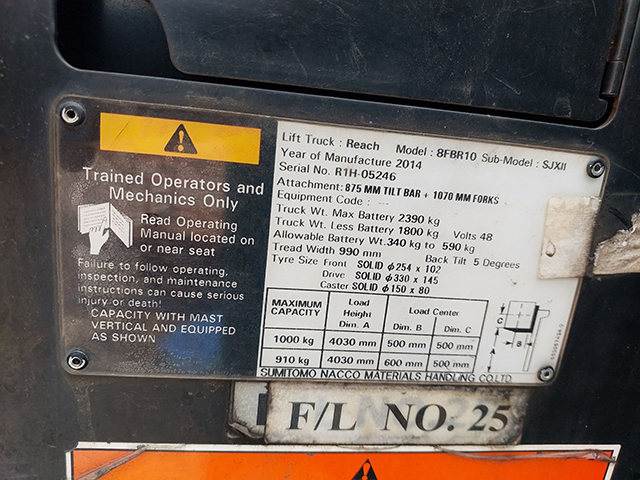 Trained Operators and
Mechanics Only
Read Operating
Manual located on
or near seat
Failure to follow operating,
inspection, and maintenance
instructions can cause serious
injury or death!
CAPACITY WITH MAST
VERTICAL AND EQUIPPED
AS SHOWN
Lift Truck : Reach Model : 8FBR10 Sub-Model : SJXII
Year of Manufacture 2014
Serial No. R1H-05246
Attachment: 875 MM TILT BAR + 1070 MM FORKS
Equipment Code : ---
Truck Wt. Max Battery 2390 kg
Truck Wt. Less Battery 1800 kg Volts 48
Allowable Battery Wt. 340 kg to 590 kg
Tread Width 990 mm Back Tilt 5 Degrees
Tyre Size Front SOLID φ254 x 102
Drive SOLID φ330 x 145
Caster SOLID φ150 x 80
MAXIMUM CAPACITY Load Height Dim. A Load Center Dim. B Dim. C
1000 kg 4030 mm 500 mm 500 mm
910 kg 4030 mm 600 mm 500 mm
C
A
B
SUMITOMO NACCO MATERIALS HANDLING CO.LTD.
F/L NO. 25